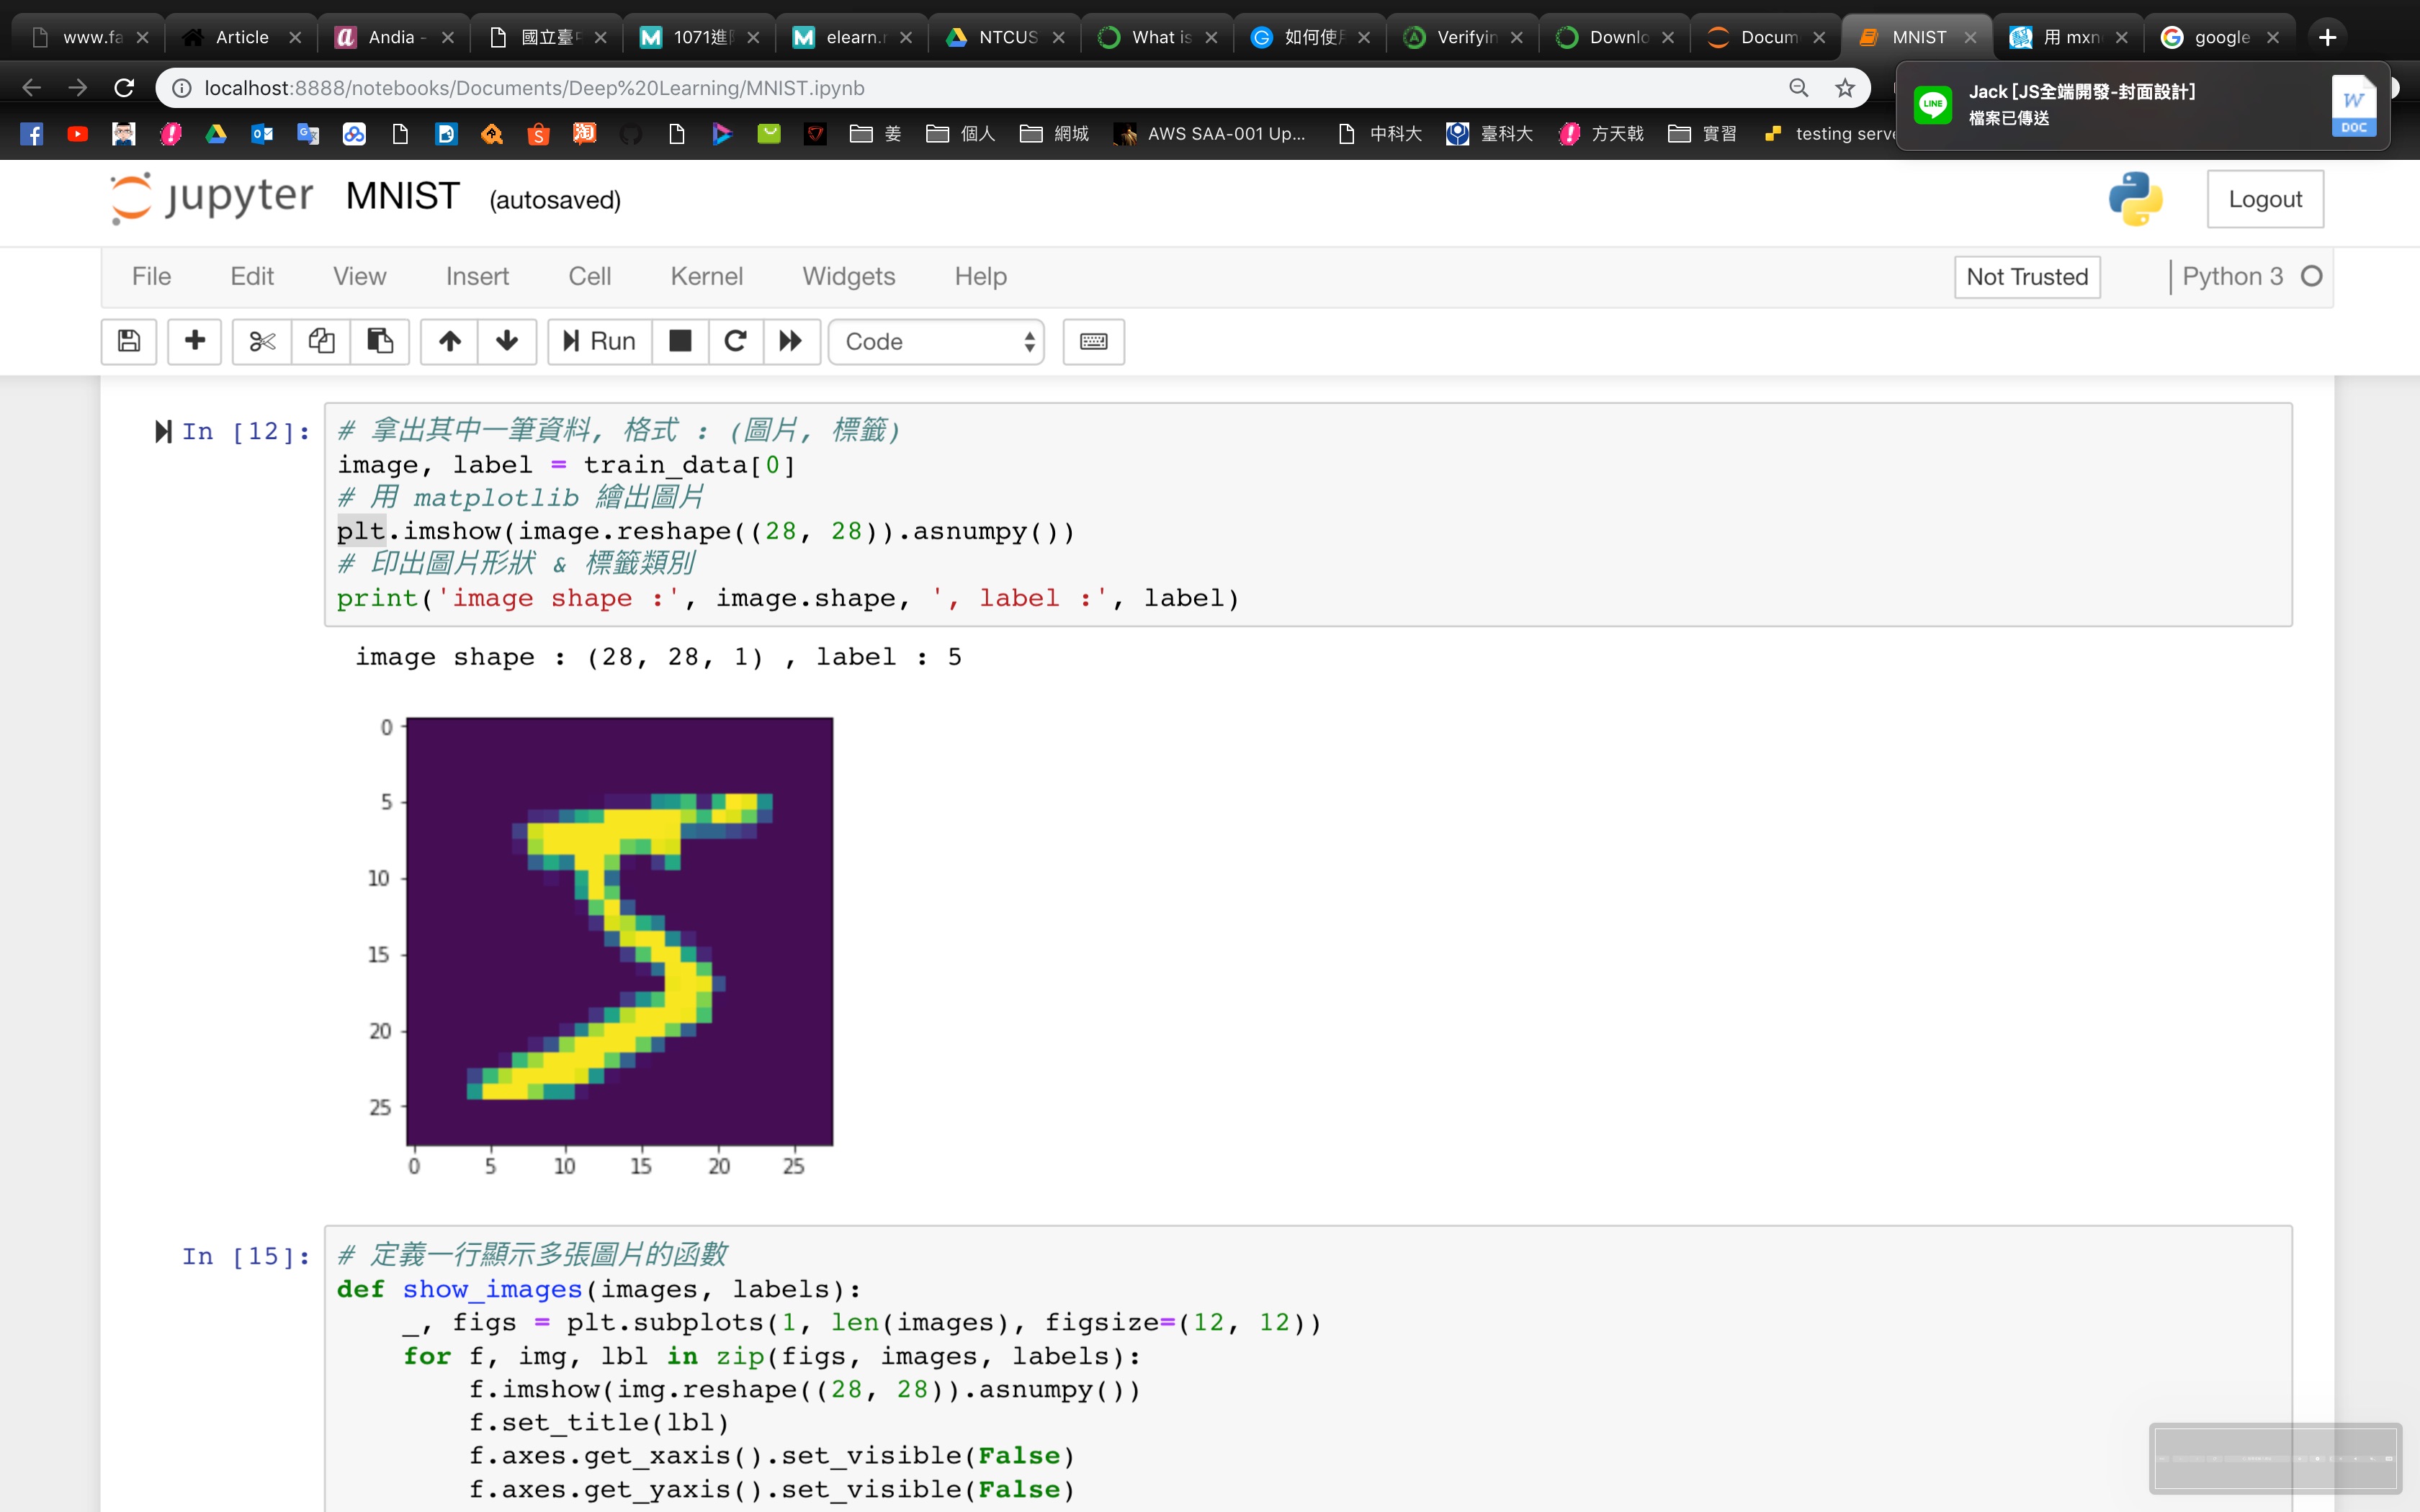 www.fa
Article
Andia -
國立臺中
1071進
elearn.r
NTCUS
What is
如何使用
Verifyin
Downlo
Docum
MNIST
用 mxn
google
localhost:8888/notebooks/Documents/Deep%20Learning/MNIST.ipynb
Jack [JS全端開發-封面設計]
檔案已傳送
LINE
W
DOC
姜
個人
網城
AWS SAA-001 Up...
中科大
臺科大
方天戟
實習
testing serve
jupyter MNIST (autosaved)
Logout
File Edit View Insert Cell Kernel Widgets Help
Not Trusted
Python 3
Run
Code
In [12]:
# 拿出其中一筆資料, 格式 : (圖片, 標籤)
image, label = train_data[0]
# 用 matplotlib 繪出圖片
plt.imshow(image.reshape((28, 28)).asnumpy())
# 印出圖片形狀 & 標籤類別
print('image shape :', image.shape, ', label :', label)
image shape : (28, 28, 1) , label : 5
0
5
10
15
20
25
0 5 10 15 20 25
In [15]:
# 定義一行顯示多張圖片的函數
def show_images(images, labels):
    _, figs = plt.subplots(1, len(images), figsize=(12, 12))
    for f, img, lbl in zip(figs, images, labels):
        f.imshow(img.reshape((28, 28)).asnumpy())
        f.set_title(lbl)
        f.axes.get_xaxis().set_visible(False)
        f.axes.get_yaxis().set_visible(False)